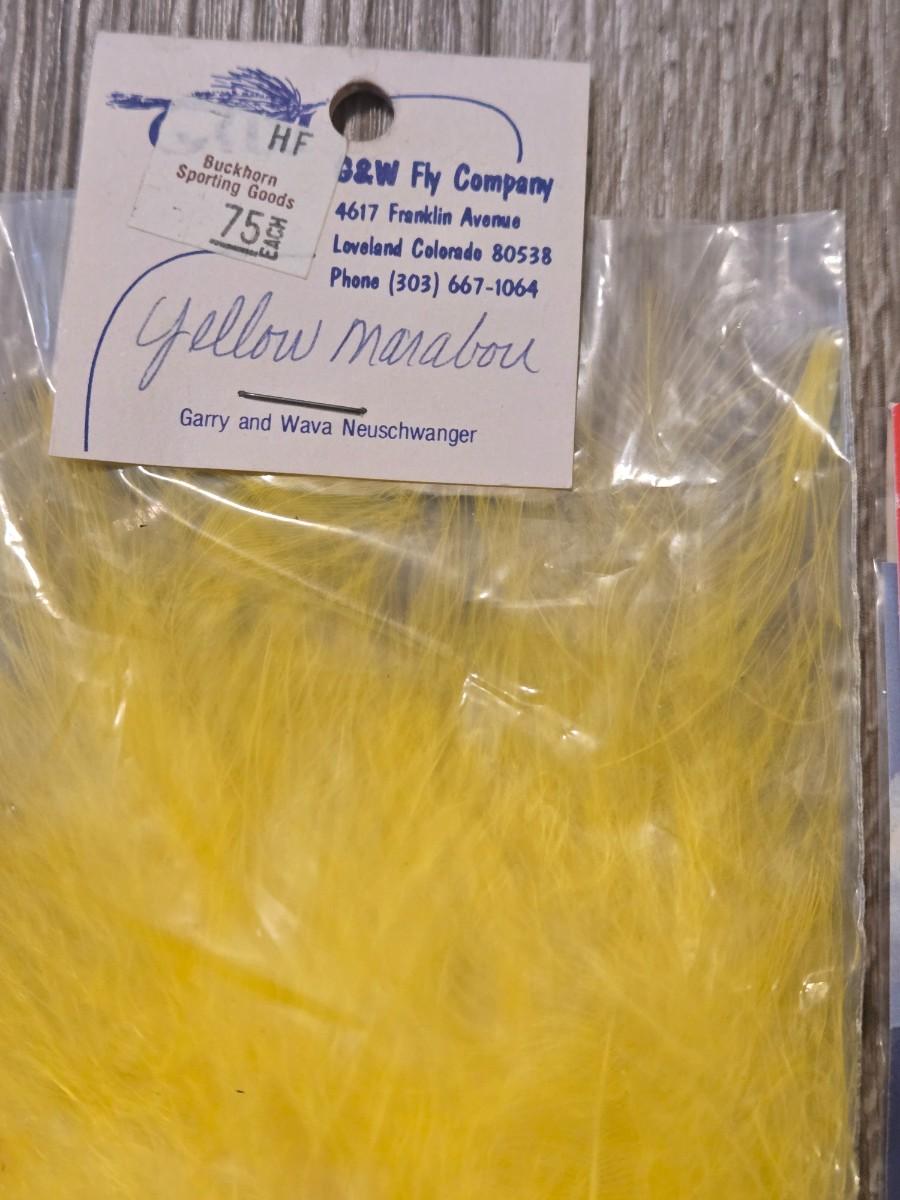 HF
Buckhorn
Sporting Goods
75 EACH
G&W Fly Company
4617 Franklin Avenue
Loveland Colorado 80538
Phone (303) 667-1064
Yellow Marabou
Garry and Wava Neuschwanger